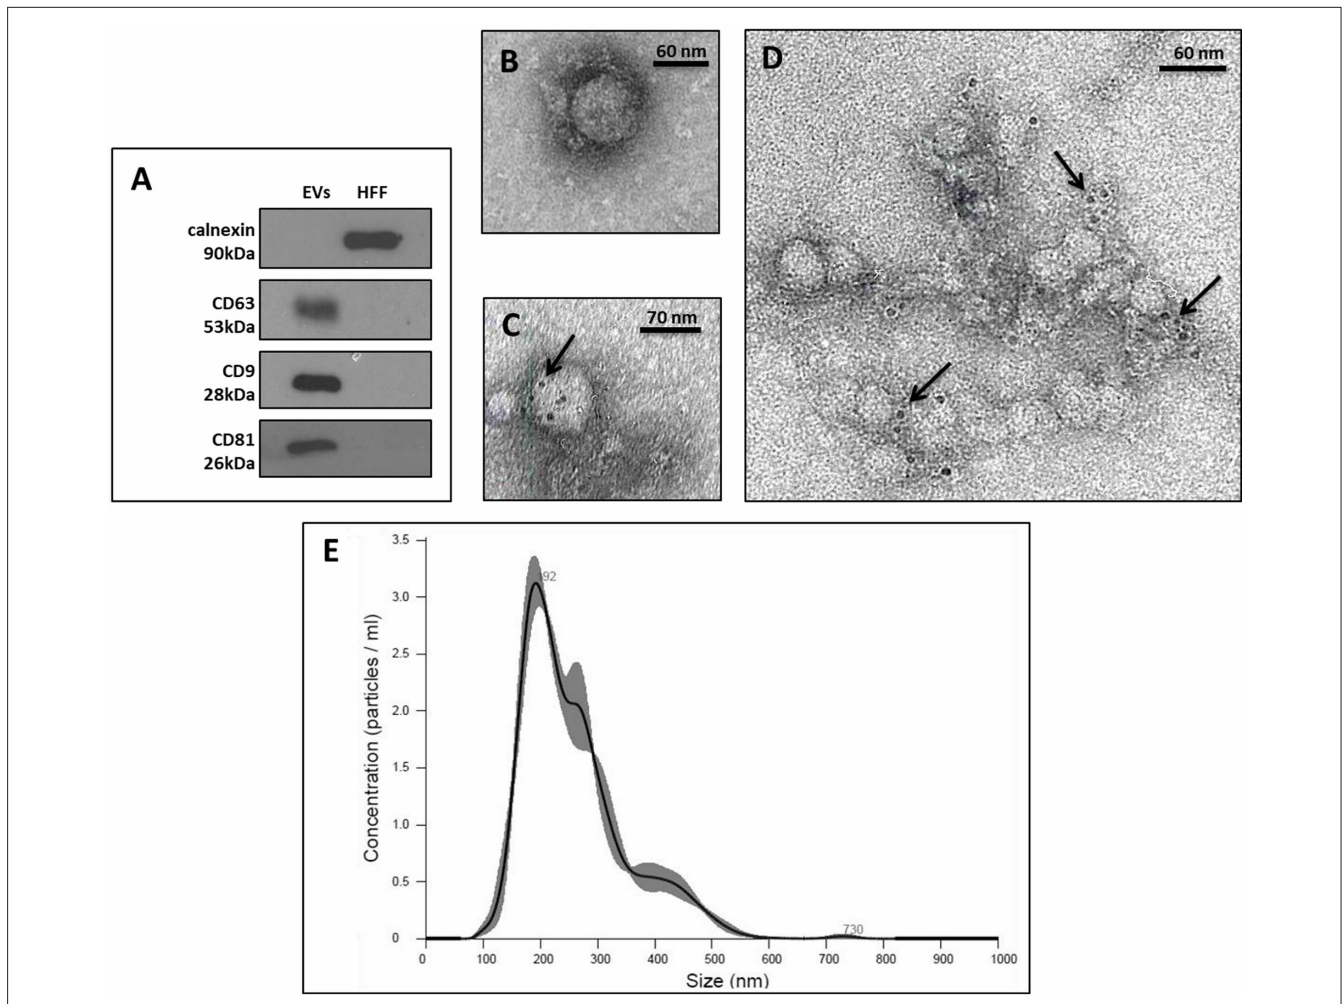 A
EVs HFF
calnexin
90kDa
CD63
53kDa
CD9
28kDa
CD81
26kDa
B
60 nm
C
70 nm
D
60 nm
E
3.5
3.0
2.5
2.0
1.5
1.0
0.5
0
Concentration (particles / ml)
92
730
0 100 200 300 400 500 600 700 800 900 1000
Size (nm)